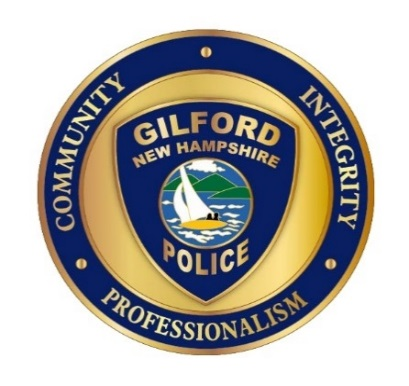 COMMUNITY
INTEGRITY
GILFORD
NEW HAMPSHIRE
POLICE
PROFESSIONALISM